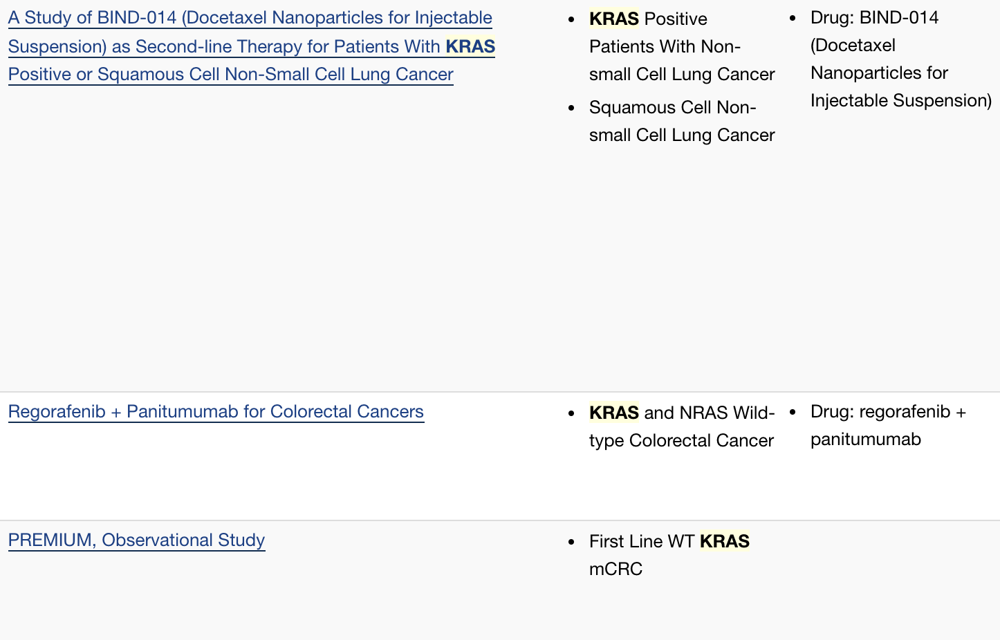 A Study of BIND-014 (Docetaxel Nanoparticles for Injectable
Suspension) as Second-line Therapy for Patients With KRAS
Positive or Squamous Cell Non-Small Cell Lung Cancer
• KRAS Positive
Patients With Non-
small Cell Lung Cancer
• Squamous Cell Non-
small Cell Lung Cancer
• Drug: BIND-014
(Docetaxel
Nanoparticles for
Injectable Suspension)
Regorafenib + Panitumumab for Colorectal Cancers
• KRAS and NRAS Wild-
type Colorectal Cancer
• Drug: regorafenib +
panitumumab
PREMIUM, Observational Study
• First Line WT KRAS
mCRC